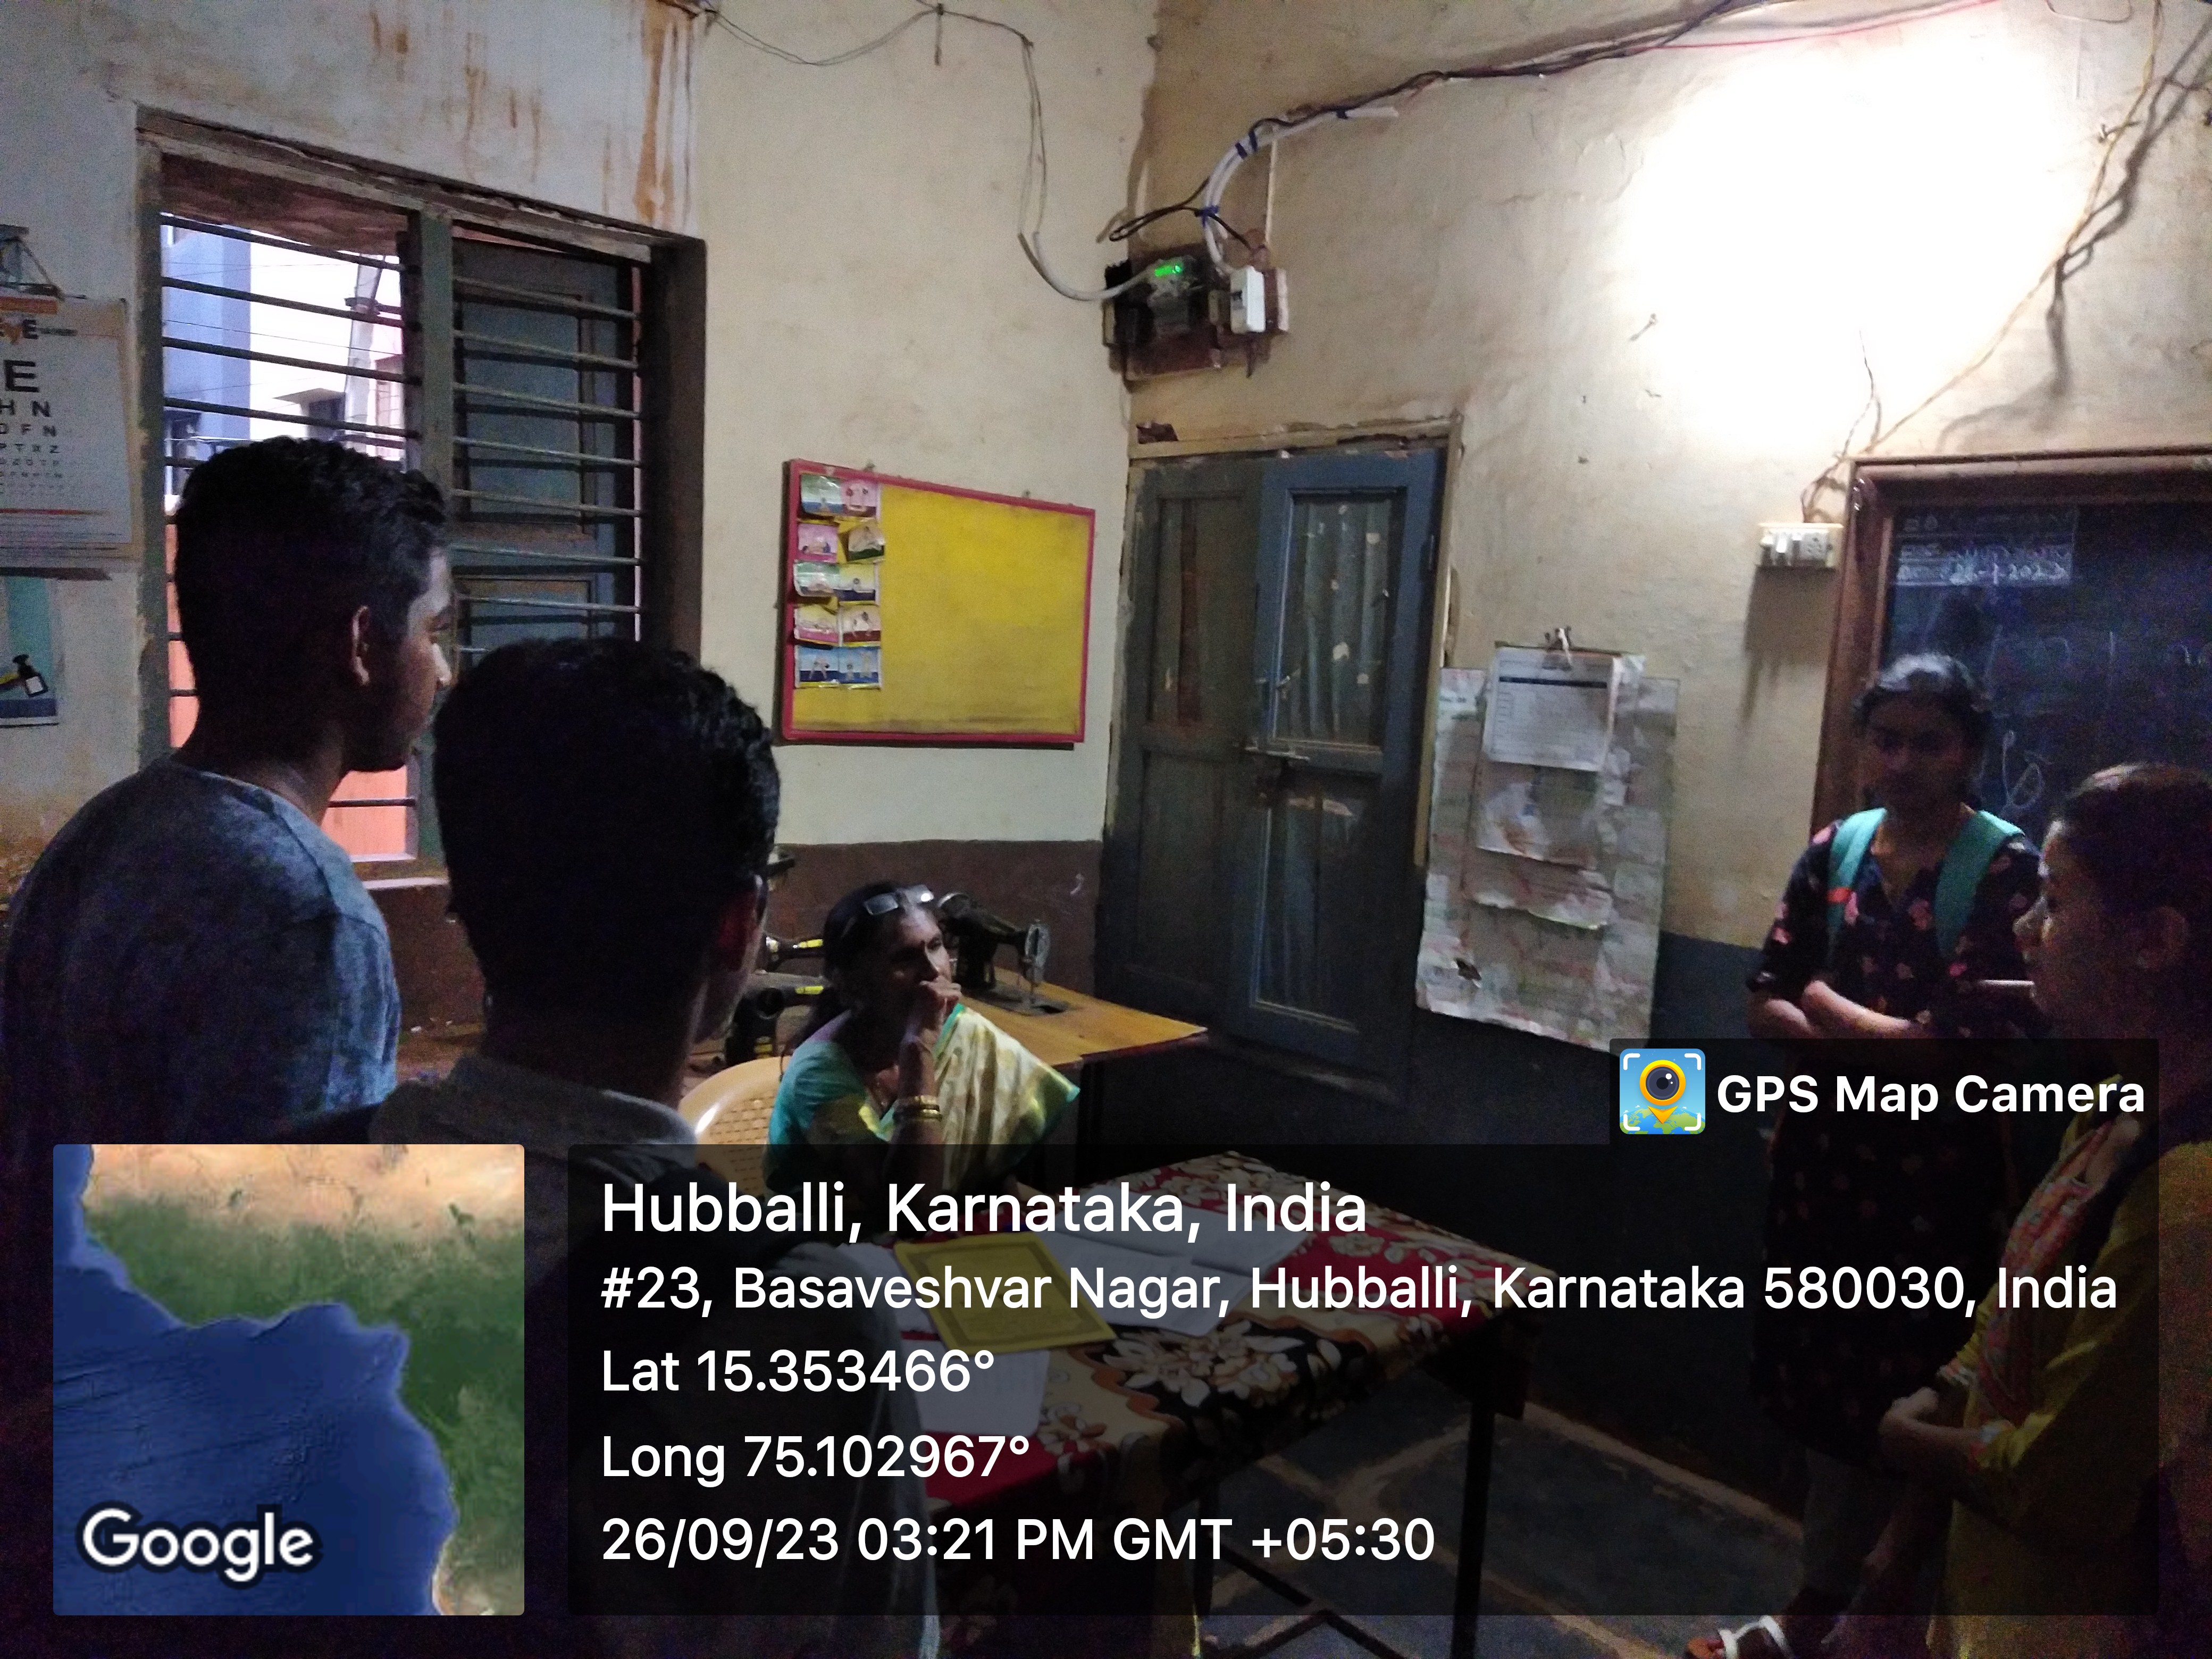 E
H N
D F N
P T X Z
GPS Map Camera
Google
Hubballi, Karnataka, India
#23, Basaveshvar Nagar, Hubballi, Karnataka 580030, India
Lat 15.353466°
Long 75.102967°
26/09/23 03:21 PM GMT +05:30